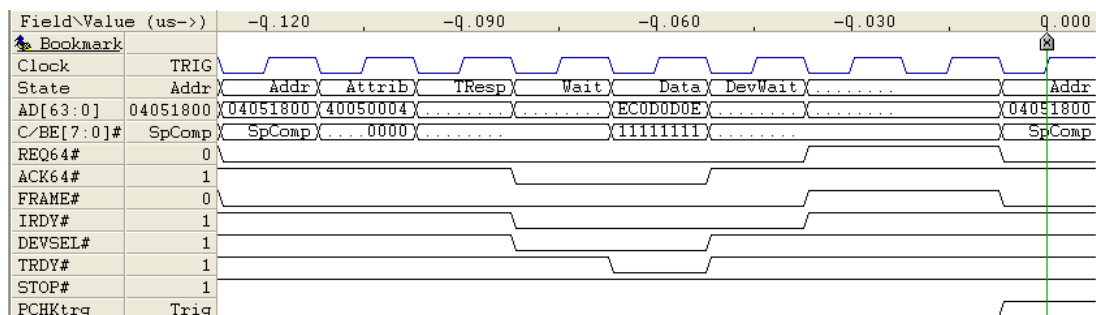 Field\Value (us->) -0.120 -0.090 -0.060 -0.030 0.000
Bookmark
Clock TRIG
State Addr Addr Attrib TResp Wait Data DevWait ........ Addr
AD[63:0] 04051800 04051800 40050004 ........ ........ EC0D0D0E ........ ........ 04051800
C/BE[7:0]# SpComp SpComp ....0000 ........ 11111111 ........ SpComp
REQ64# 0
ACK64# 1
FRAME# 0
IRDY# 1
DEVSEL# 1
TRDY# 1
STOP# 1
PCHKtrg Trig